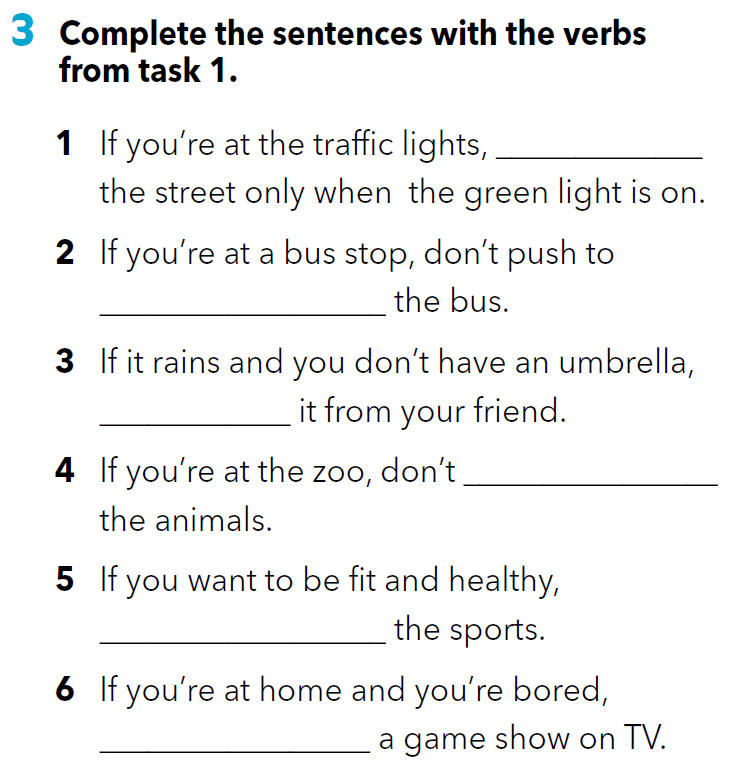 3 Complete the sentences with the verbs
from task 1.
1 If you're at the traffic lights, _____________
the street only when the green light is on.
2 If you're at a bus stop, don't push to
__________________ the bus.
3 If it rains and you don't have an umbrella,
____________ it from your friend.
4 If you're at the zoo, don't ________________
the animals.
5 If you want to be fit and healthy,
__________________ the sports.
6 If you're at home and you're bored,
_________________ a game show on TV.